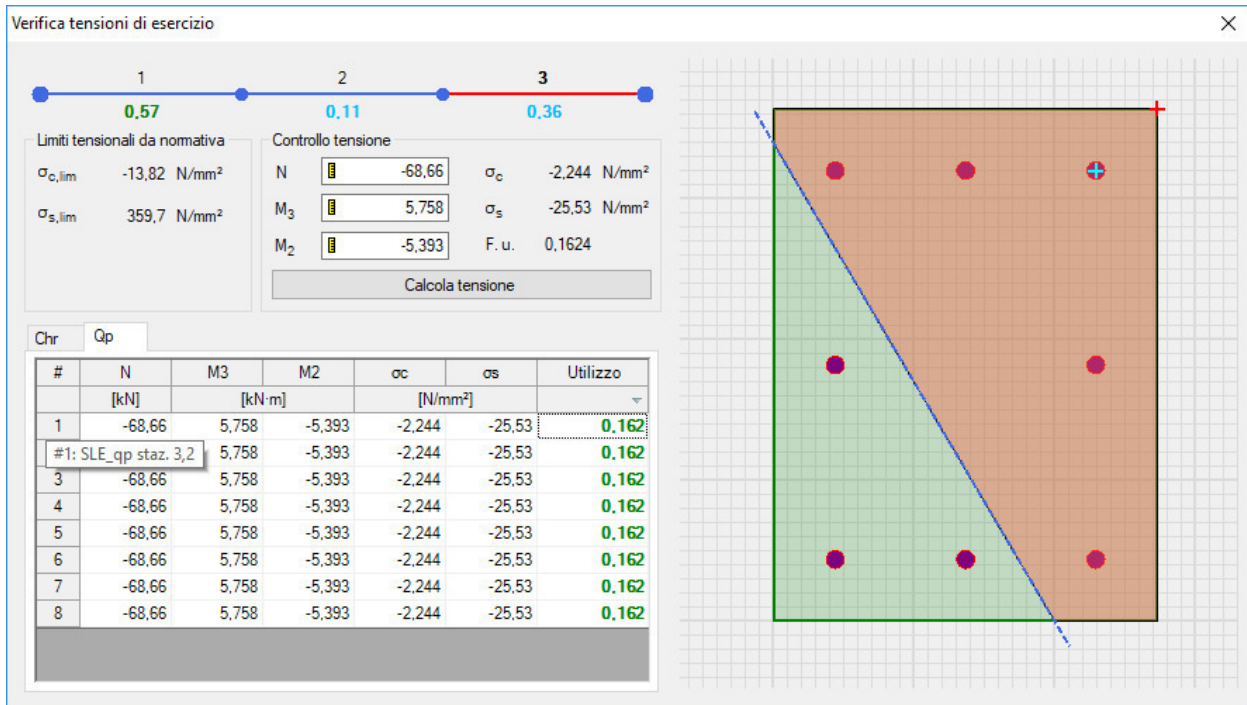 Verifica tensioni di esercizio
1 2 3
0,57 0,11 0,36
Limiti tensionali da normativa
σc,lim -13,82 N/mm²
σs,lim 359,7 N/mm²
Controllo tensione
N -68,66 σc -2,244 N/mm²
M3 5,758 σs -25,53 N/mm²
M2 -5,393 F. u. 0,1624
Calcola tensione
Chr Qp
# N M3 M2 σc σs Utilizzo
[kN] [kN·m] [N/mm²]
1 -68,66 5,758 -5,393 -2,244 -25,53 0,162
#1: SLE_qp staz. 3,2 5,758 -5,393 -2,244 -25,53 0,162
3 -68,66 5,758 -5,393 -2,244 -25,53 0,162
4 -68,66 5,758 -5,393 -2,244 -25,53 0,162
5 -68,66 5,758 -5,393 -2,244 -25,53 0,162
6 -68,66 5,758 -5,393 -2,244 -25,53 0,162
7 -68,66 5,758 -5,393 -2,244 -25,53 0,162
8 -68,66 5,758 -5,393 -2,244 -25,53 0,162